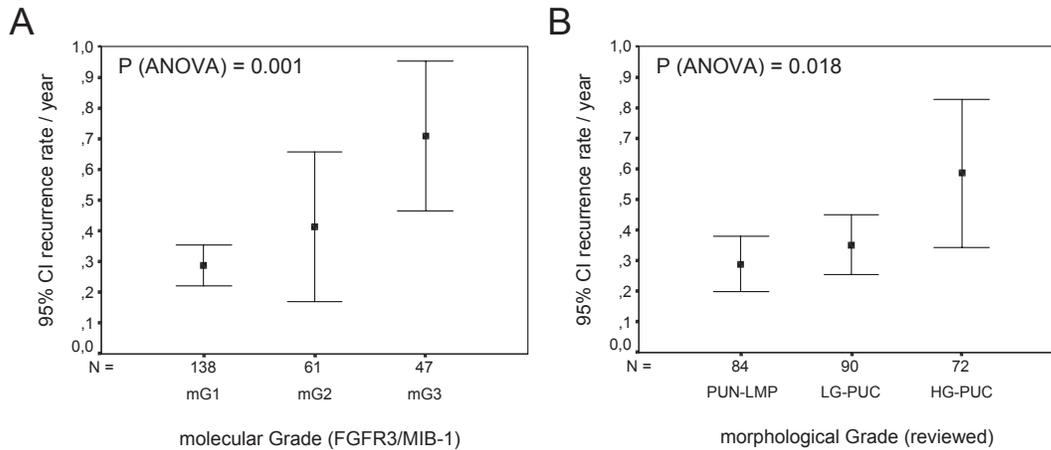 A
P (ANOVA) = 0.001
95% CI recurrence rate / year
1,0
,9
,8
,7
,6
,5
,4
,3
,2
,1
0,0
N = 138 61 47
mG1 mG2 mG3
molecular Grade (FGFR3/MIB-1)
B
P (ANOVA) = 0.018
95% CI recurrence rate / year
1,0
,9
,8
,7
,6
,5
,4
,3
,2
,1
0,0
N = 84 90 72
PUN-LMP LG-PUC HG-PUC
morphological Grade (reviewed)